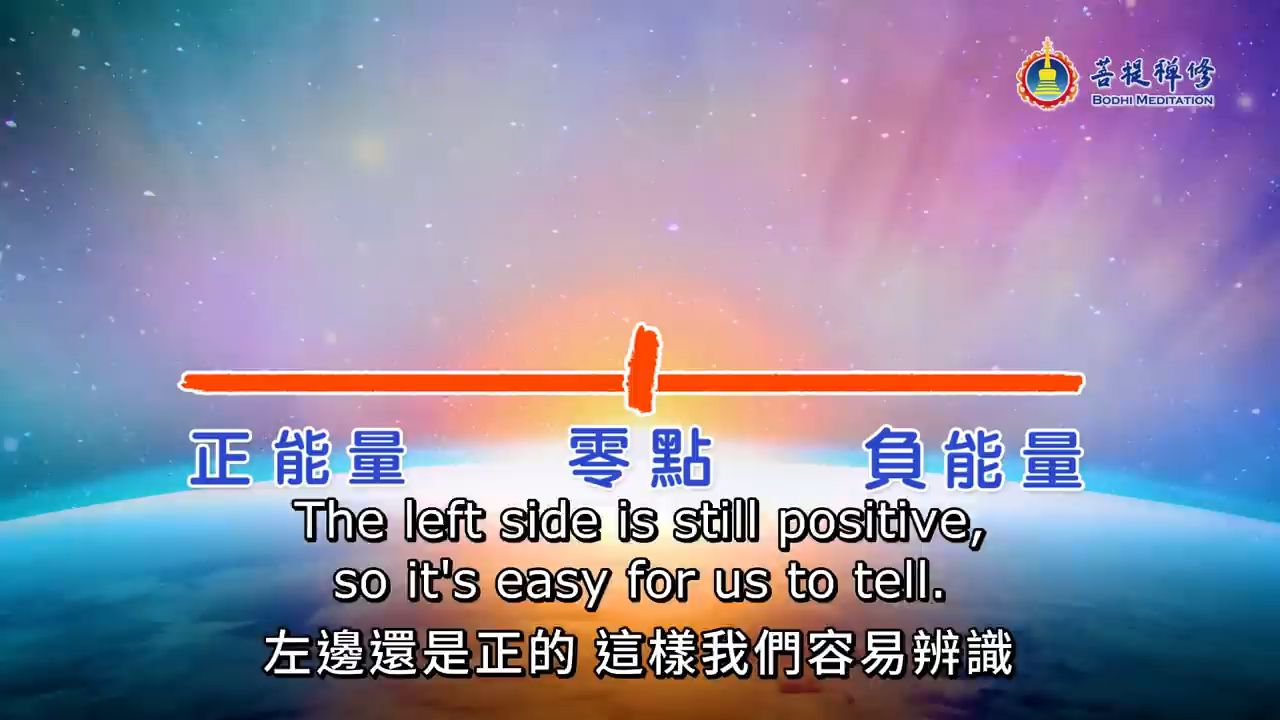 菩提禪修
BODHI MEDITATION
正能量 零點 負能量
The left side is still positive,
so it's easy for us to tell.
左邊還是正的 這樣我們容易辨識